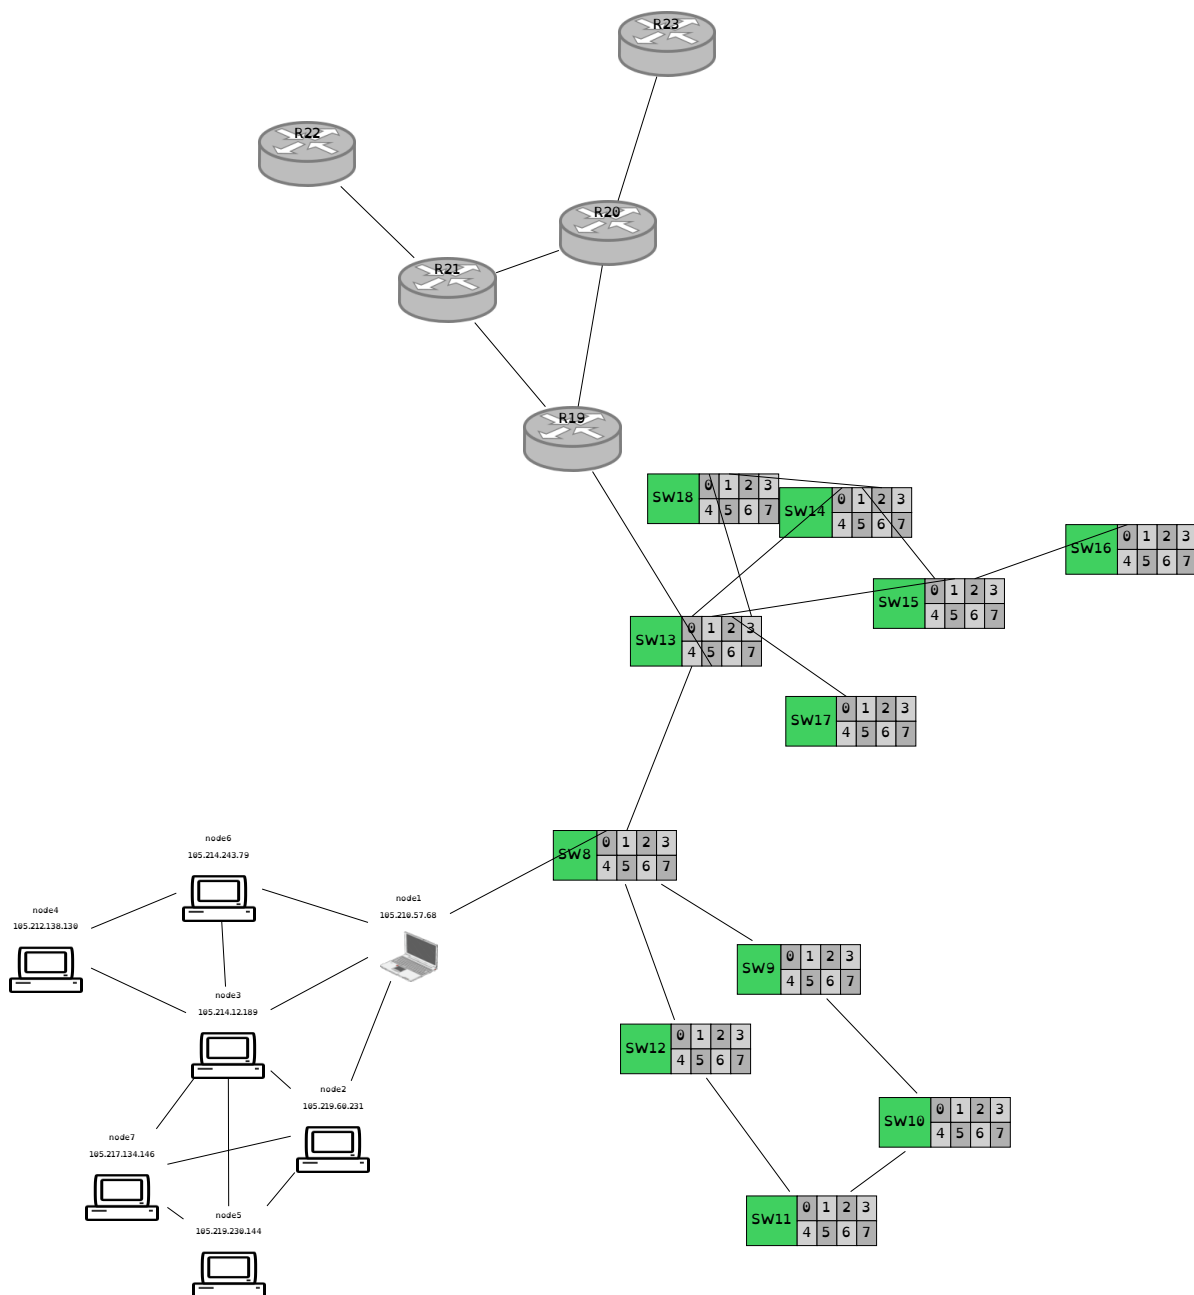 R23
R22
R20
R21
R19
SW18 0 1 2 3
4 5 6 7
SW14 0 1 2 3
4 5 6 7
SW16 0 1 2 3
4 5 6 7
SW15 0 1 2 3
4 5 6 7
SW13 0 1 2 3
4 5 6 7
SW17 0 1 2 3
4 5 6 7
SW8 0 1 2 3
4 5 6 7
node6
105.214.243.79
node1
105.210.57.68
node4
105.212.138.130
SW9 0 1 2 3
4 5 6 7
node3
105.214.12.189
SW12 0 1 2 3
4 5 6 7
node2
105.219.60.231
SW10 0 1 2 3
4 5 6 7
node7
105.217.134.146
SW11 0 1 2 3
4 5 6 7
node5
105.219.230.144